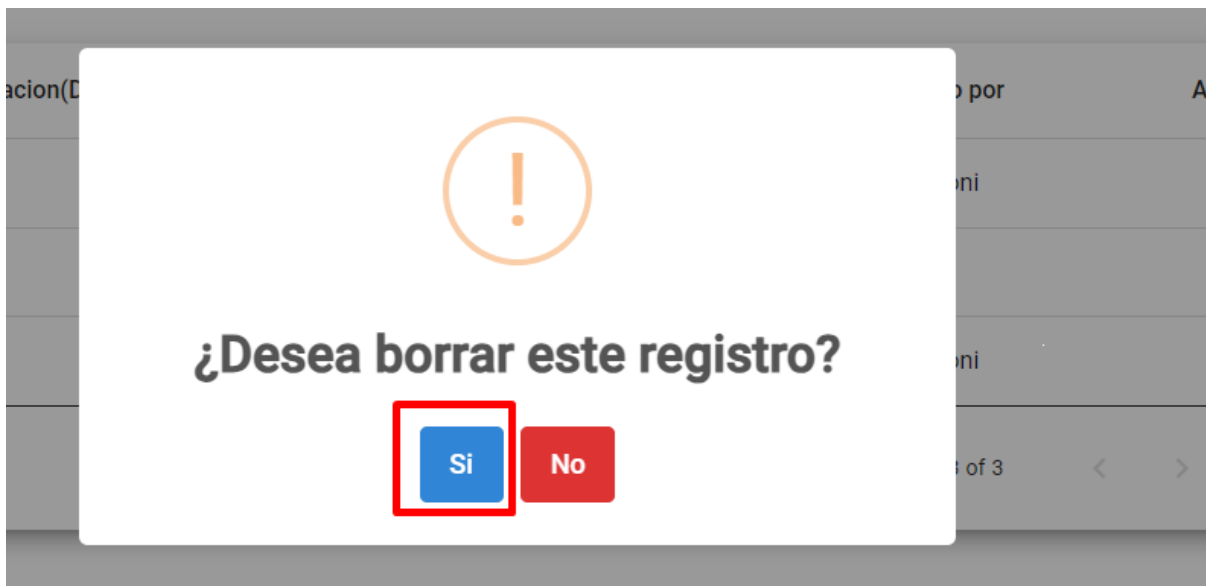 acion(D
o por
A
oni
¿Desea borrar este registro?
oni
Si
No
of 3